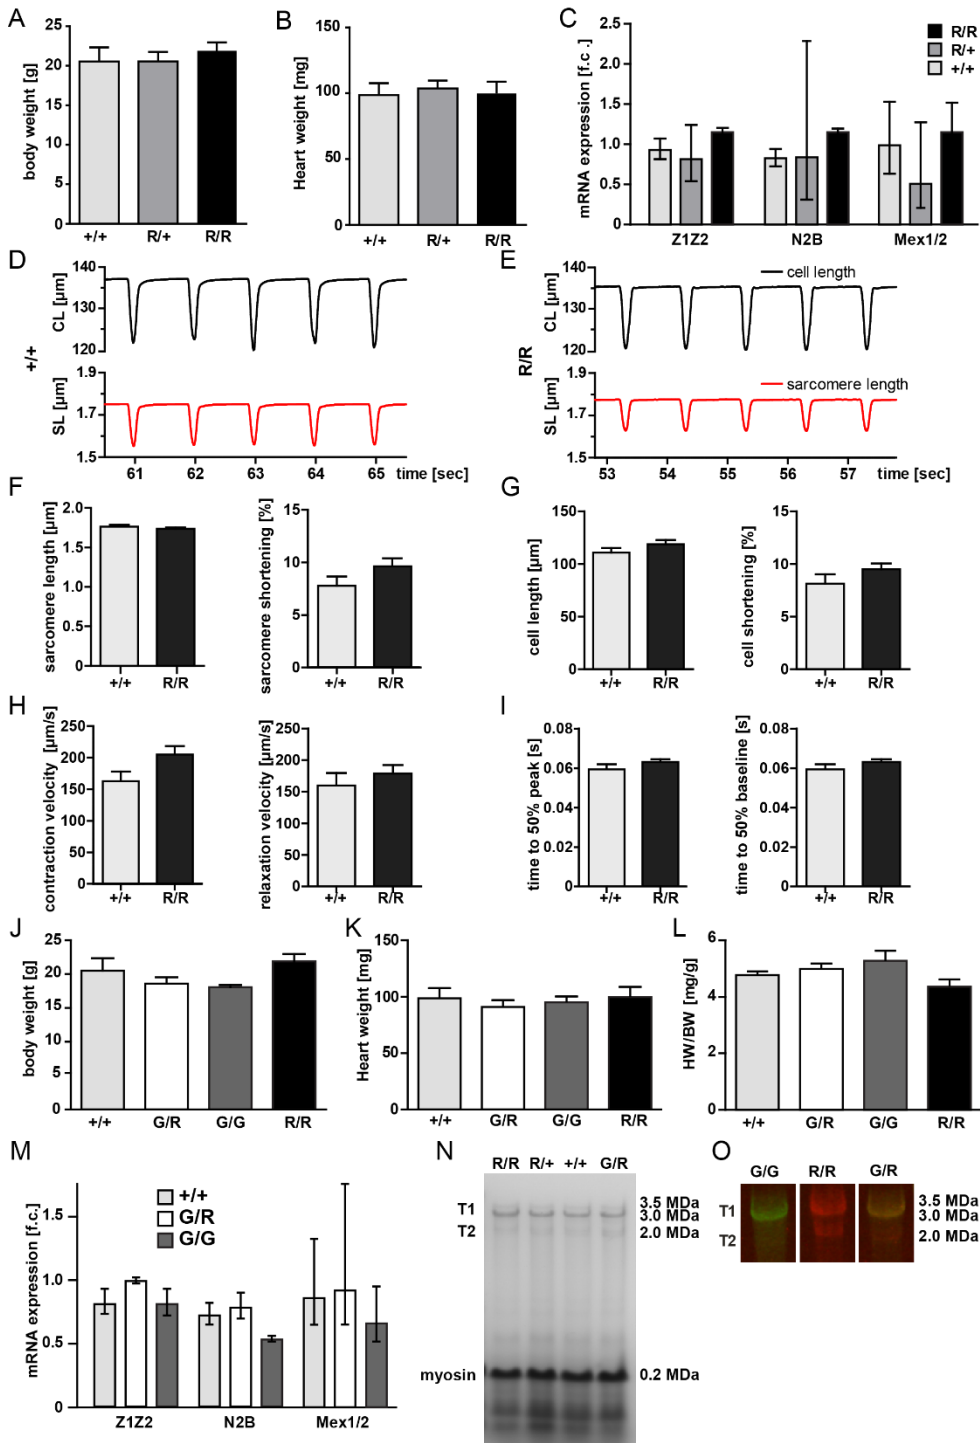 A
body weight [g]
25
20
15
10
5
0
+/+
R/+
R/R
B
Heart weight [mg]
150
100
50
0
+/+
R/+
R/R
C
mRNA expression [f.c.]
2.5
2.0
1.5
1.0
0.5
0
R/R
R/+
+/+
Z1Z2
N2B
Mex1/2
D
+/+
CL [µm]
140
130
120
SL [µm]
1.9
1.7
1.5
61
62
63
64
65
time [sec]
E
R/R
CL [µm]
140
130
120
cell length
SL [µm]
1.9
1.7
1.5
sarcomere length
53
54
55
56
57
time [sec]
F
sarcomere length [µm]
2.0
1.5
1.0
0.5
0
+/+
R/R
sarcomere shortening [%]
15
10
5
0
+/+
R/R
G
cell length [µm]
150
100
50
0
+/+
R/R
cell shortening [%]
15
10
5
0
+/+
R/R
H
contraction velocity [µm/s]
250
200
150
100
50
0
+/+
R/R
relaxation velocity [µm/s]
250
200
150
100
50
0
+/+
R/R
I
time to 50% peak [s]
0.08
0.06
0.04
0.02
0
+/+
R/R
time to 50% baseline [s]
0.08
0.06
0.04
0.02
0
+/+
R/R
J
body weight [g]
25
20
15
10
5
0
+/+
G/R
G/G
R/R
K
Heart weight [mg]
150
100
50
0
+/+
G/R
G/G
R/R
L
HW/BW [mg/g]
6
4
2
0
+/+
G/R
G/G
R/R
M
mRNA expression [f.c.]
1.5
1.0
0.5
0
+/+
G/R
G/G
Z1Z2
N2B
Mex1/2
N
R/R R/+ +/+ G/R
T1
T2
myosin
3.5 MDa
3.0 MDa
2.0 MDa
0.2 MDa
O
G/G R/R G/R
T1
T2
3.5 MDa
3.0 MDa
2.0 MDa